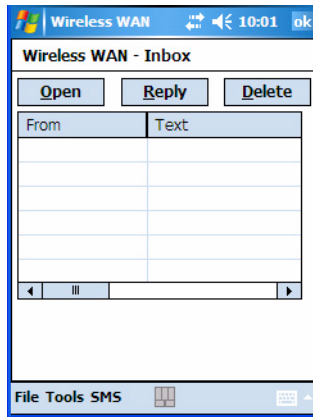 Wireless WAN 10:01 ok
Wireless WAN - Inbox
Open Reply Delete
From Text
File Tools SMS